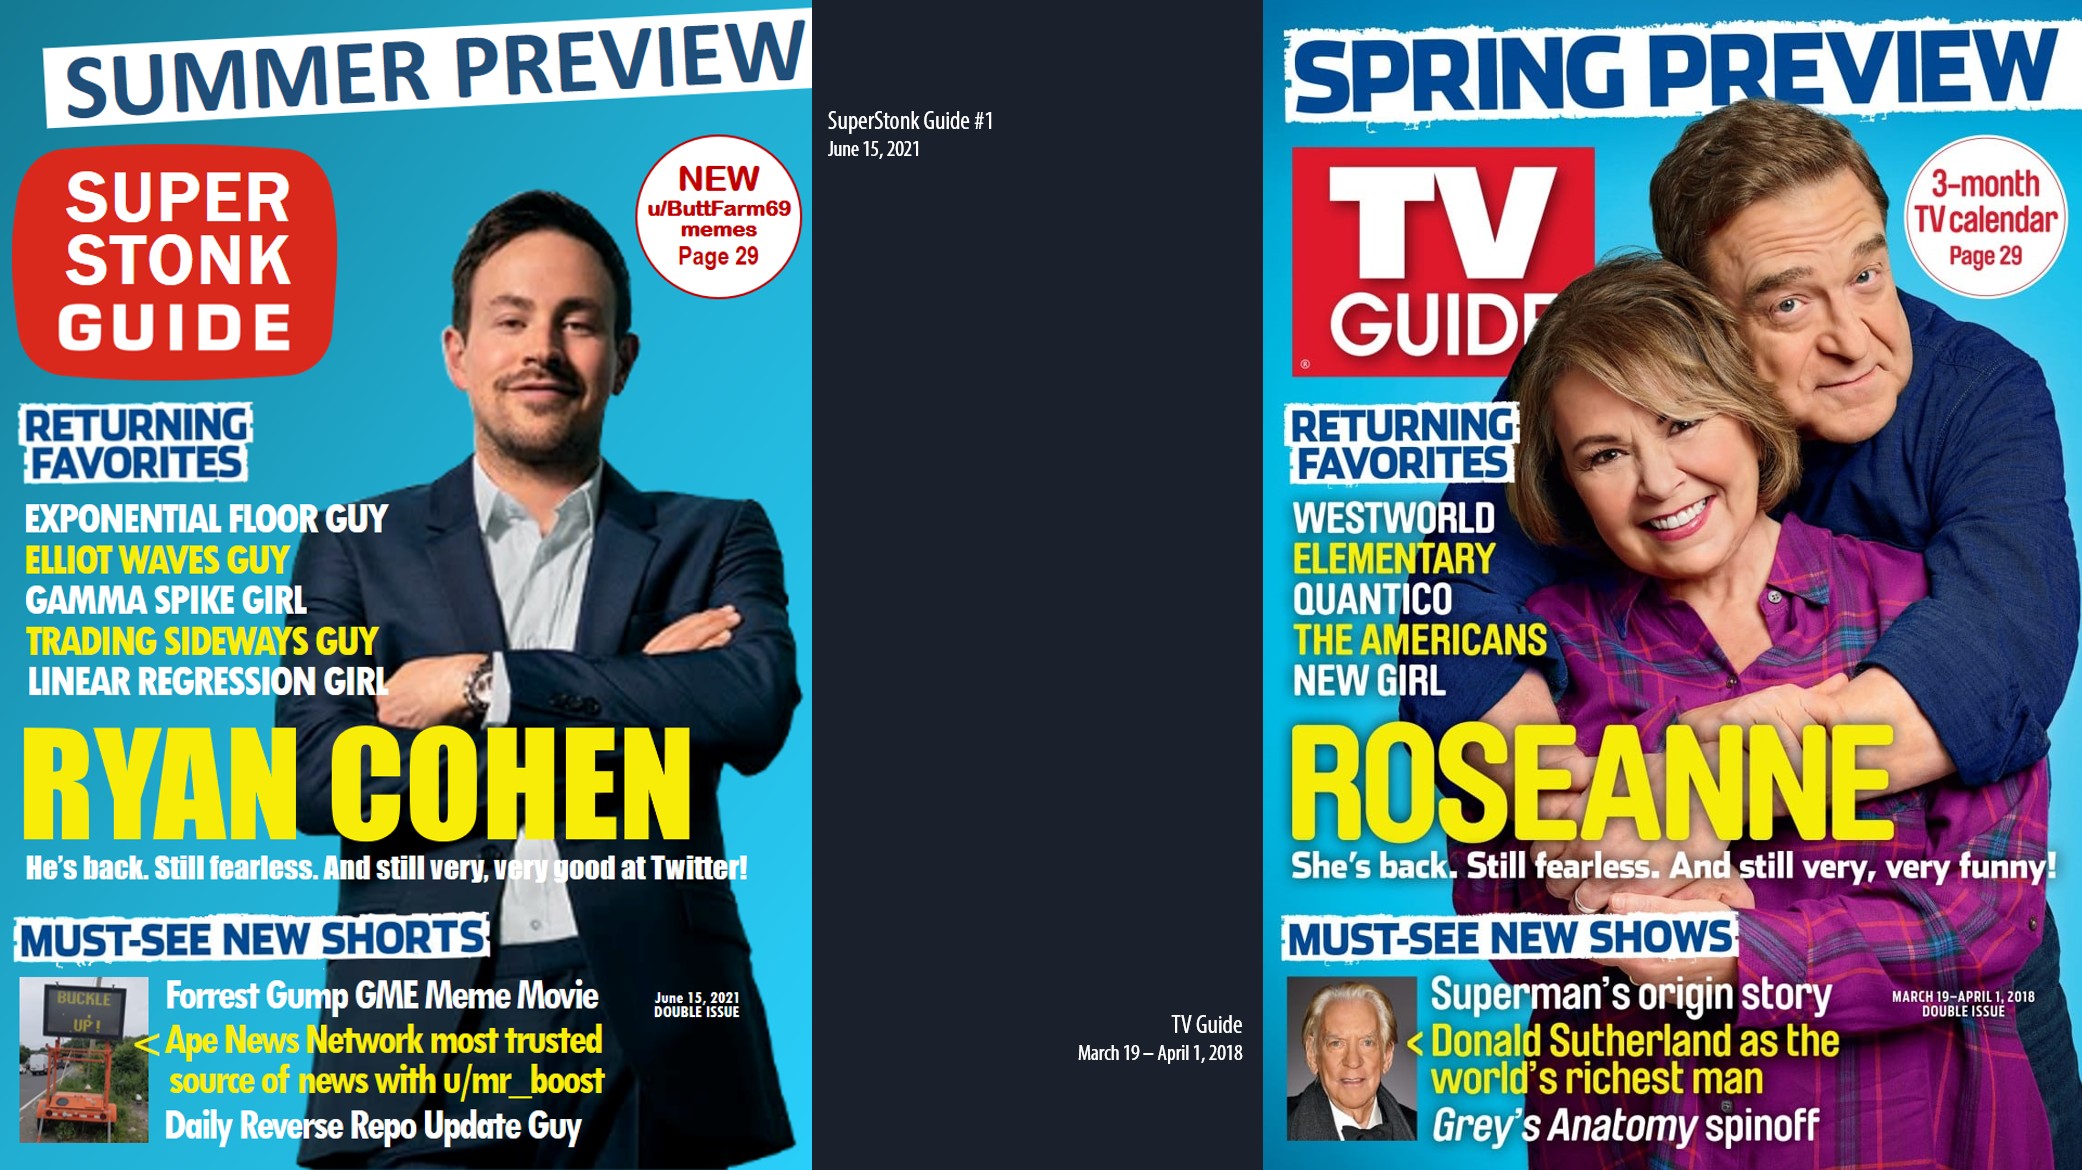 SUMMER PREVIEW
SUPER
STONK
GUIDE
NEW
u/ButtFarm69
memes
Page 29
RETURNING
FAVORITES
EXPONENTIAL FLOOR GUY
ELLIOT WAVES GUY
GAMMA SPIKE GIRL
TRADING SIDEWAYS GUY
LINEAR REGRESSION GIRL
RYAN COHEN
He's back. Still fearless. And still very, very good at Twitter!
MUST-SEE NEW SHORTS
BUCKLE
UP!
Forrest Gump GME Meme Movie
< Ape News Network most trusted
source of news with u/mr_boost
Daily Reverse Repo Update Guy
June 15, 2021
DOUBLE ISSUE
SuperStonk Guide #1
June 15, 2021
TV Guide
March 19 – April 1, 2018
SPRING PREVIEW
TV
GUIDE
®
3-month
TV calendar
Page 29
RETURNING
FAVORITES
WESTWORLD
ELEMENTARY
QUANTICO
THE AMERICANS
NEW GIRL
ROSEANNE
She's back. Still fearless. And still very, very funny!
MUST-SEE NEW SHOWS
Superman's origin story
< Donald Sutherland as the
world's richest man
Grey's Anatomy spinoff
MARCH 19–APRIL 1, 2018
DOUBLE ISSUE